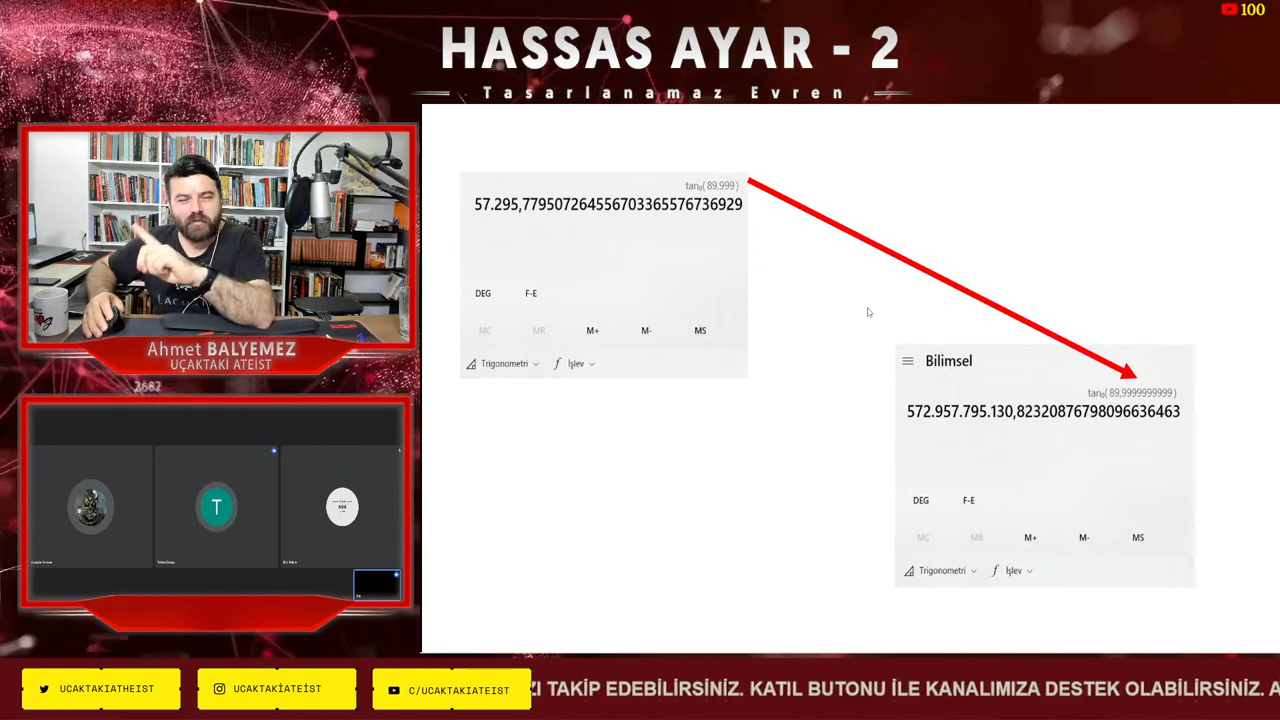 100
HASSAS AYAR - 2
Tasarlanamaz Evren
tan₀( 89,999 )
57.295,779507264556703365576736929
DEG F-E
MC MR M+ M- MS
Trigonometri İşlev
Ahmet BALYEMEZ
UÇAKTAKİ ATEİST
2682
T
Bilimsel
tan₀( 89,9999999999 )
572.957.795.130,82320876798096636463
DEG F-E
MC MR M+ M- MS
Trigonometri İşlev
UCAKTAKIATHEIST
UCAKTAKİATEİST
C/UCAKTAKIATEIST
TAKİP EDEBİLİRSİNİZ. KATIL BUTONU İLE KANALIMIZA DESTEK OLABİLİRSİNİZ. A